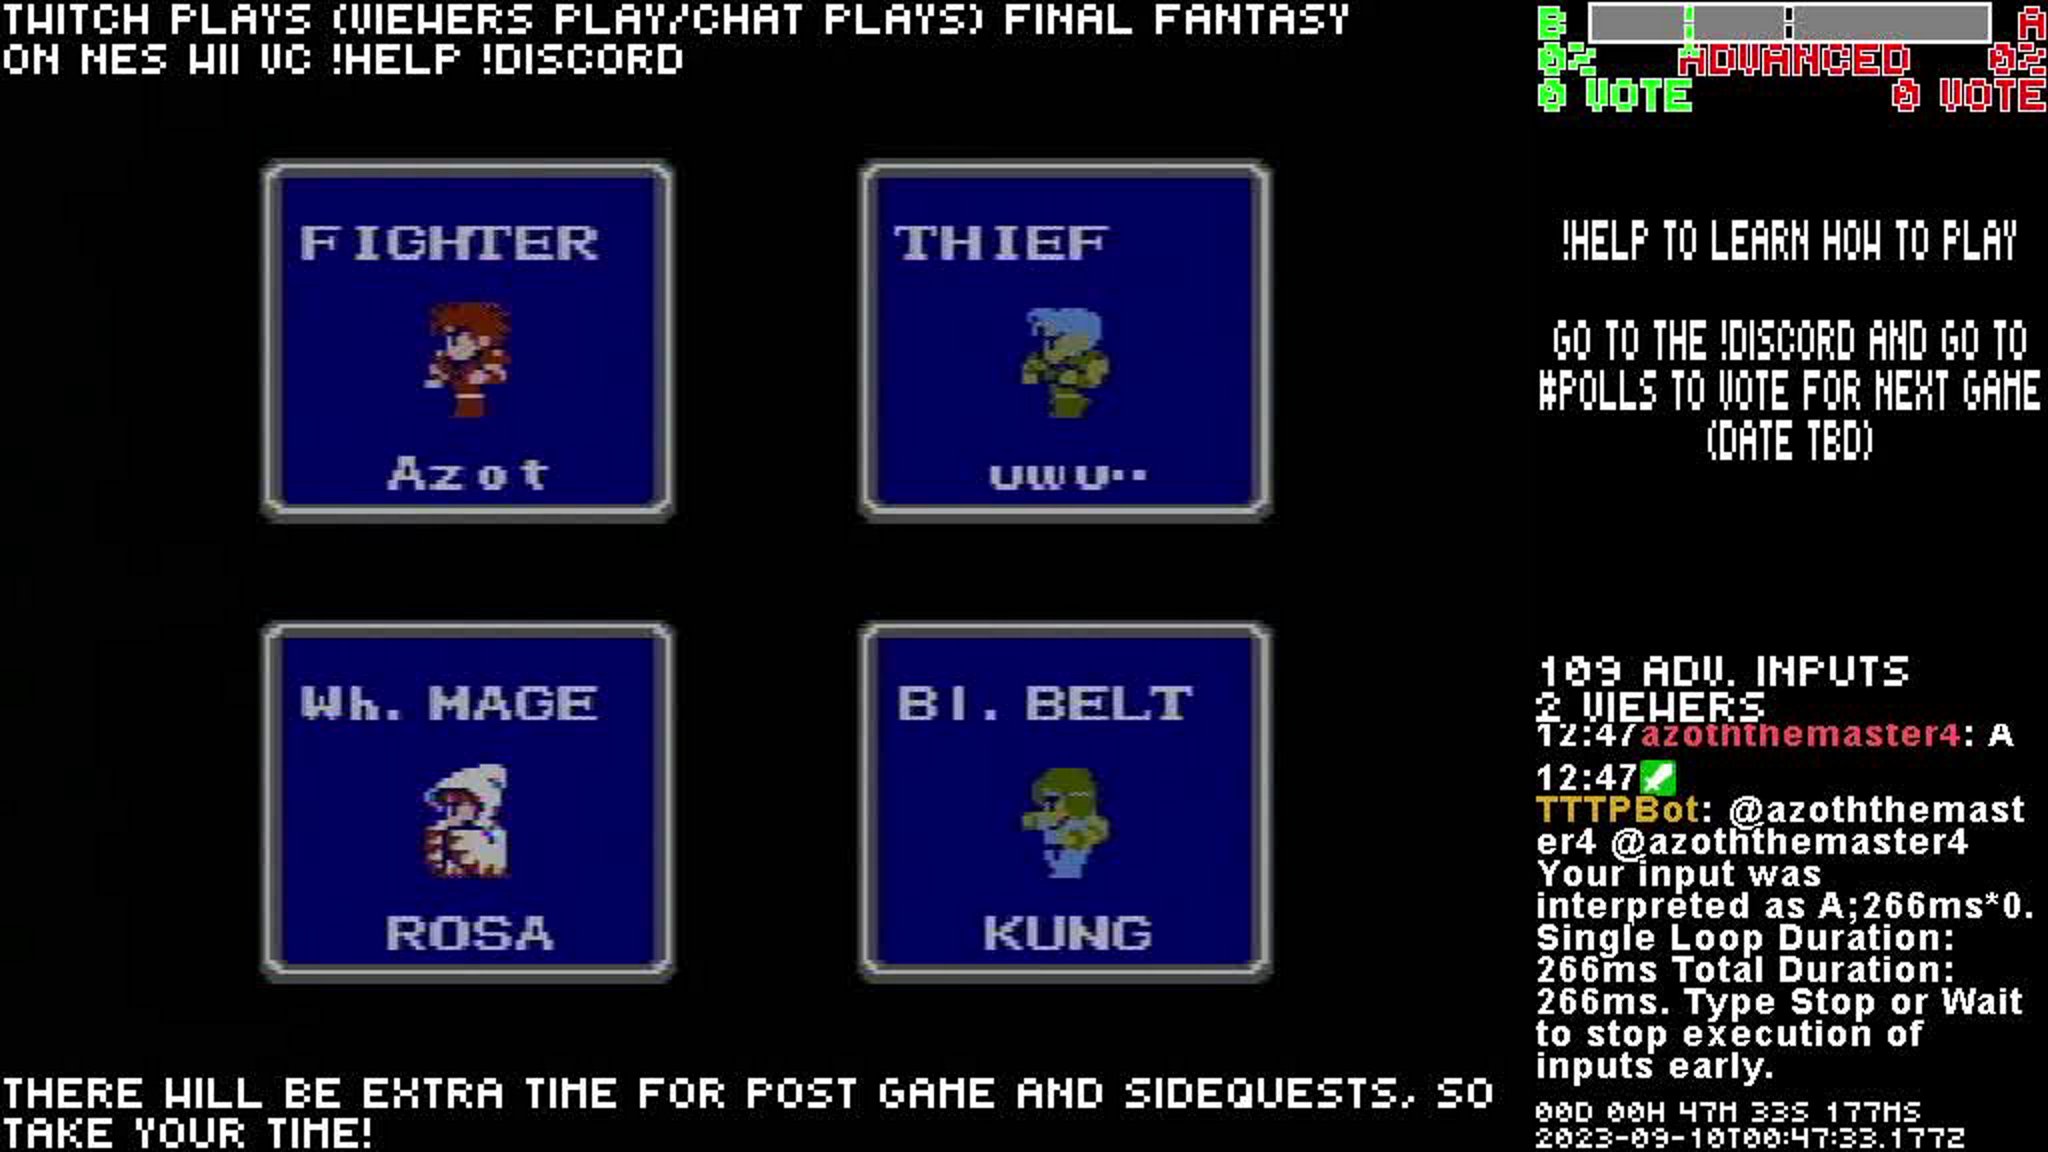 TWITCH PLAYS (VIEWERS PLAY/CHAT PLAYS) FINAL FANTASY
ON NES WII VC !HELP !DISCORD
B A
0% ADVANCED 0%
0 VOTE 0 VOTE
FIGHTER
Azot
THIEF
uwu··
Wh. MAGE
ROSA
Bl. BELT
KUNG
!HELP TO LEARN HOW TO PLAY
GO TO THE !DISCORD AND GO TO
#POLLS TO VOTE FOR NEXT GAME
(DATE TBD)
109 ADV. INPUTS
2 VIEWERS
12:47 azoththemaster4: A
12:47
TTTPBot: @azoththemast
er4 @azoththemaster4
Your input was
interpreted as A;266ms*0.
Single Loop Duration:
266ms Total Duration:
266ms. Type Stop or Wait
to stop execution of
inputs early.
00D 00H 47M 33S 177MS
2023-09-10T00:47:33.177Z
THERE WILL BE EXTRA TIME FOR POST GAME AND SIDEQUESTS, SO
TAKE YOUR TIME!